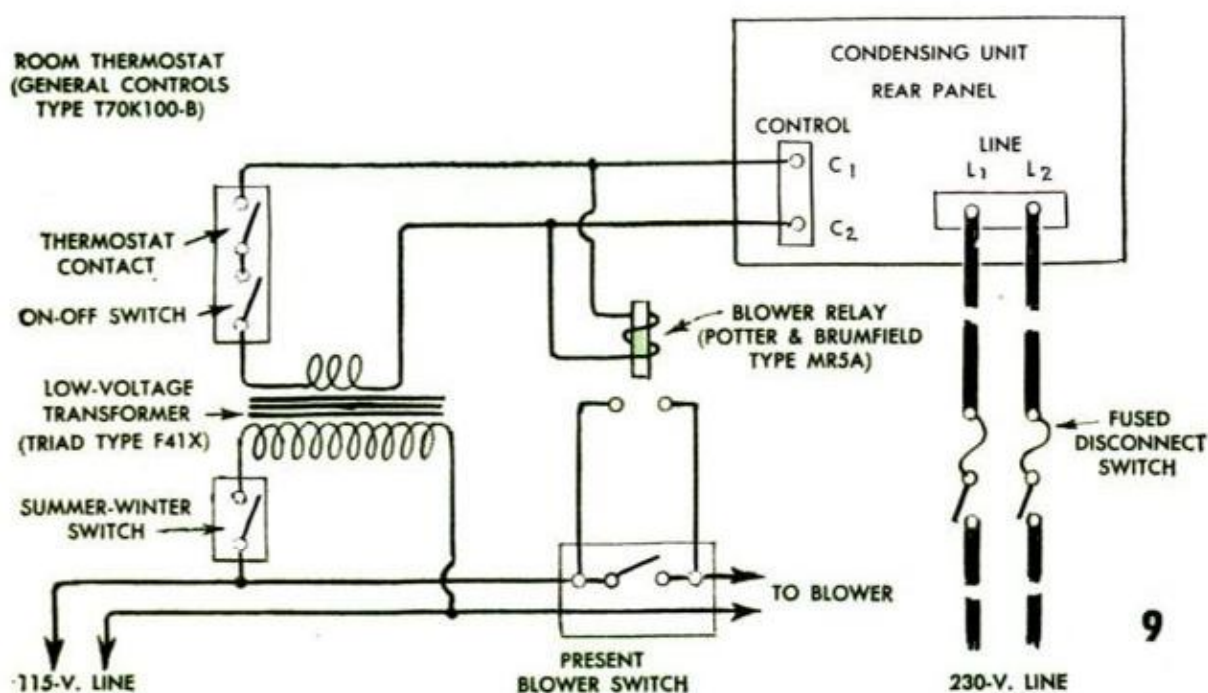 ROOM THERMOSTAT
(GENERAL CONTROLS
TYPE T70K100-B)
CONDENSING UNIT
REAR PANEL
CONTROL
LINE
C1
L1
L2
C2
THERMOSTAT
CONTACT
ON-OFF SWITCH
BLOWER RELAY
(POTTER & BRUMFIELD
TYPE MR5A)
LOW-VOLTAGE
TRANSFORMER
(TRIAD TYPE F41X)
FUSED
DISCONNECT
SWITCH
SUMMER-WINTER
SWITCH
TO BLOWER
9
115-V. LINE
PRESENT
BLOWER SWITCH
230-V. LINE